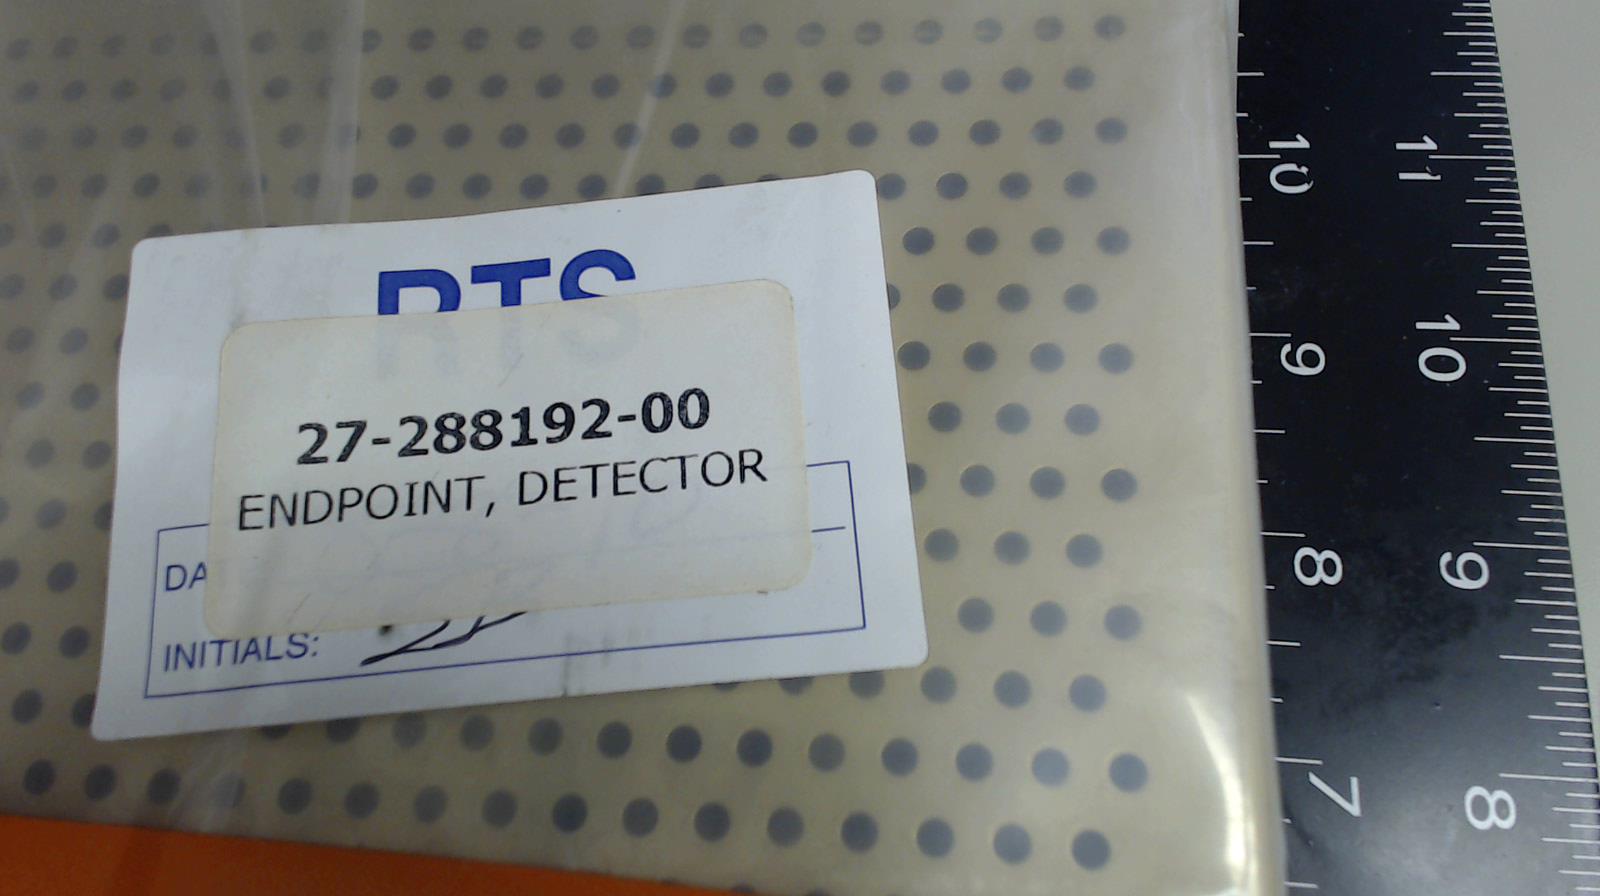 RTS
27-288192-00
ENDPOINT, DETECTOR
DA
INITIALS:
10
9
8
7
11
10
9
8